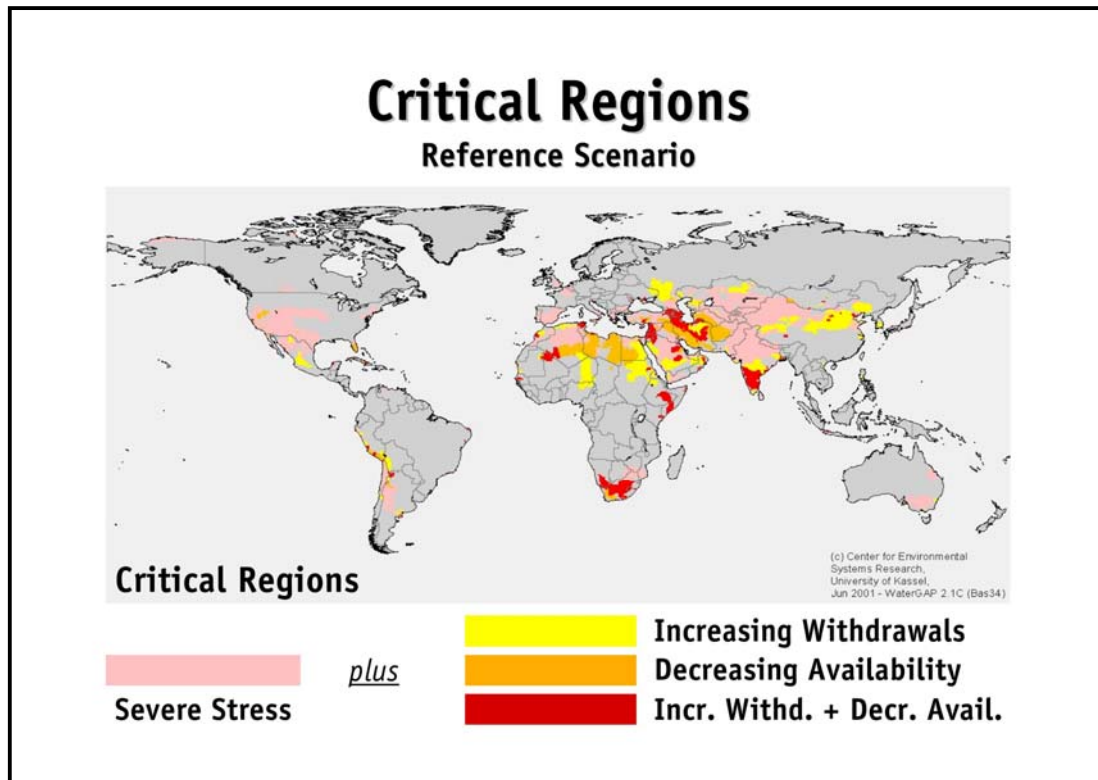 Critical Regions
Reference Scenario
(c) Center for Environmental
Systems Research,
University of Kassel,
Jun 2001 - WaterGAP 2.1C (Bas34)
Critical Regions
Increasing Withdrawals
plus
Decreasing Availability
Severe Stress
Incr. Withd. + Decr. Avail.